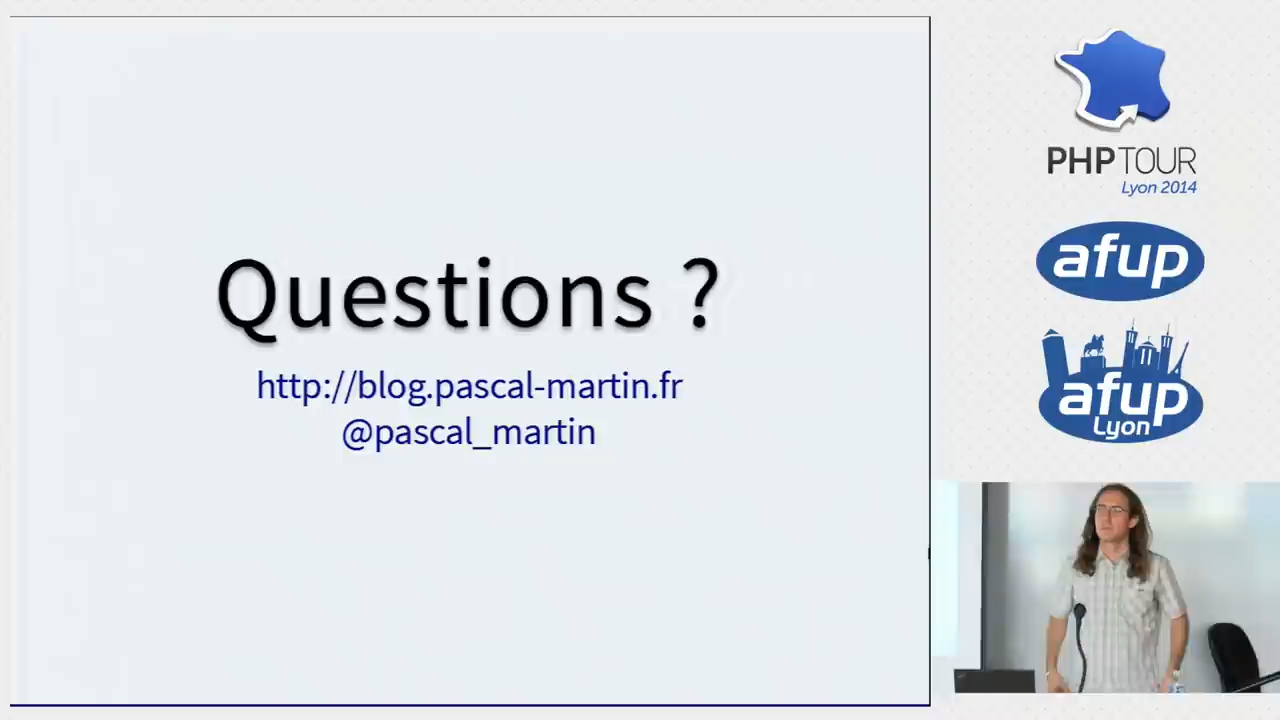 Questions ?
http://blog.pascal-martin.fr
@pascal_martin
PHPTOUR
Lyon 2014
afup
afup
Lyon